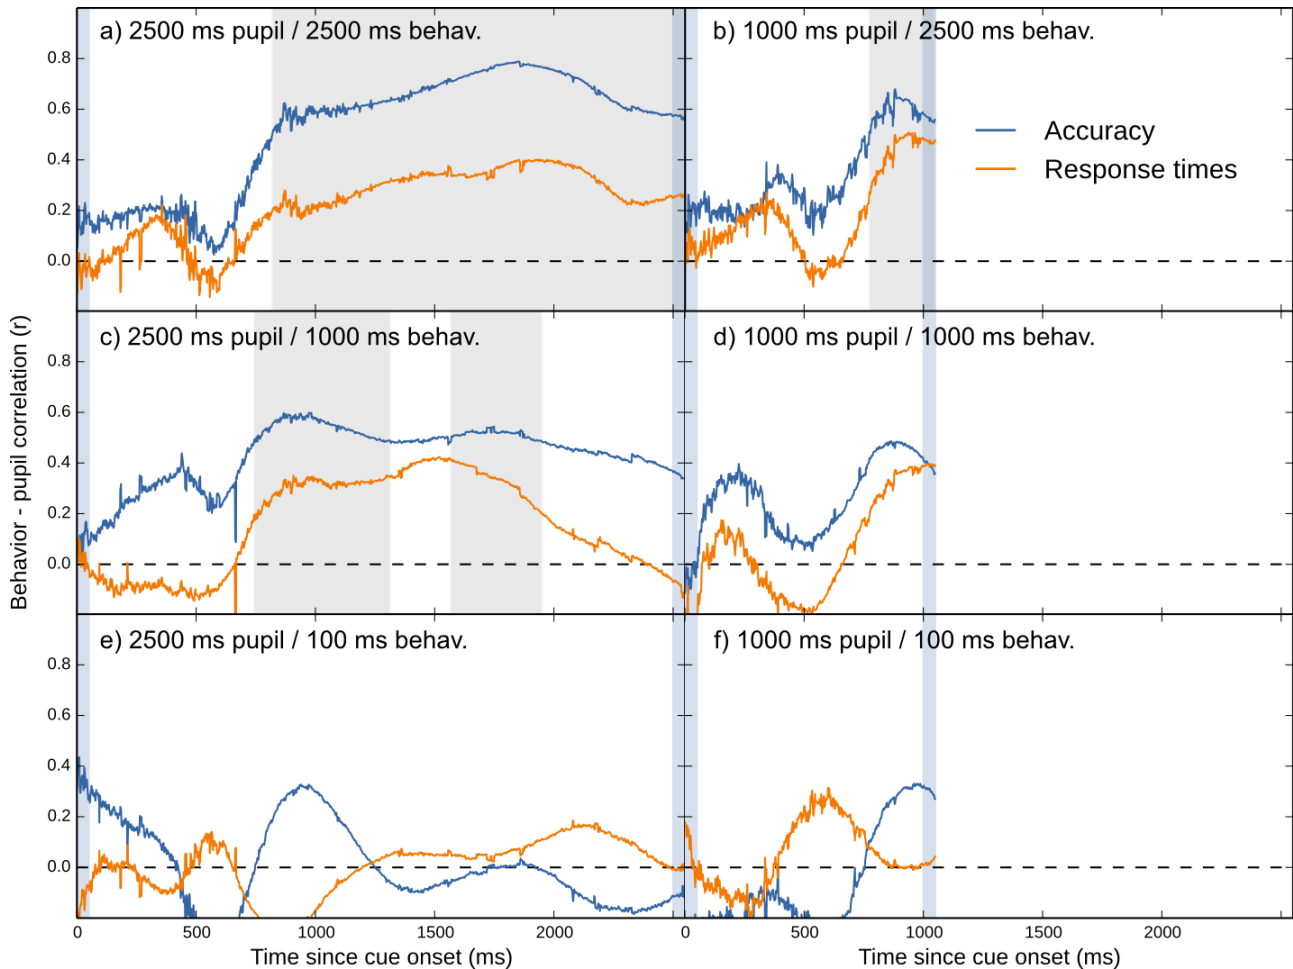 a) 2500 ms pupil / 2500 ms behav.
b) 1000 ms pupil / 2500 ms behav.
0.8
0.6
0.4
0.2
0.0
Accuracy
Response times
c) 2500 ms pupil / 1000 ms behav.
d) 1000 ms pupil / 1000 ms behav.
0.8
0.6
0.4
0.2
0.0
Behavior - pupil correlation (r)
e) 2500 ms pupil / 100 ms behav.
f) 1000 ms pupil / 100 ms behav.
0.8
0.6
0.4
0.2
0.0
0 500 1000 1500 2000 0 500 1000 1500 2000
Time since cue onset (ms) Time since cue onset (ms)